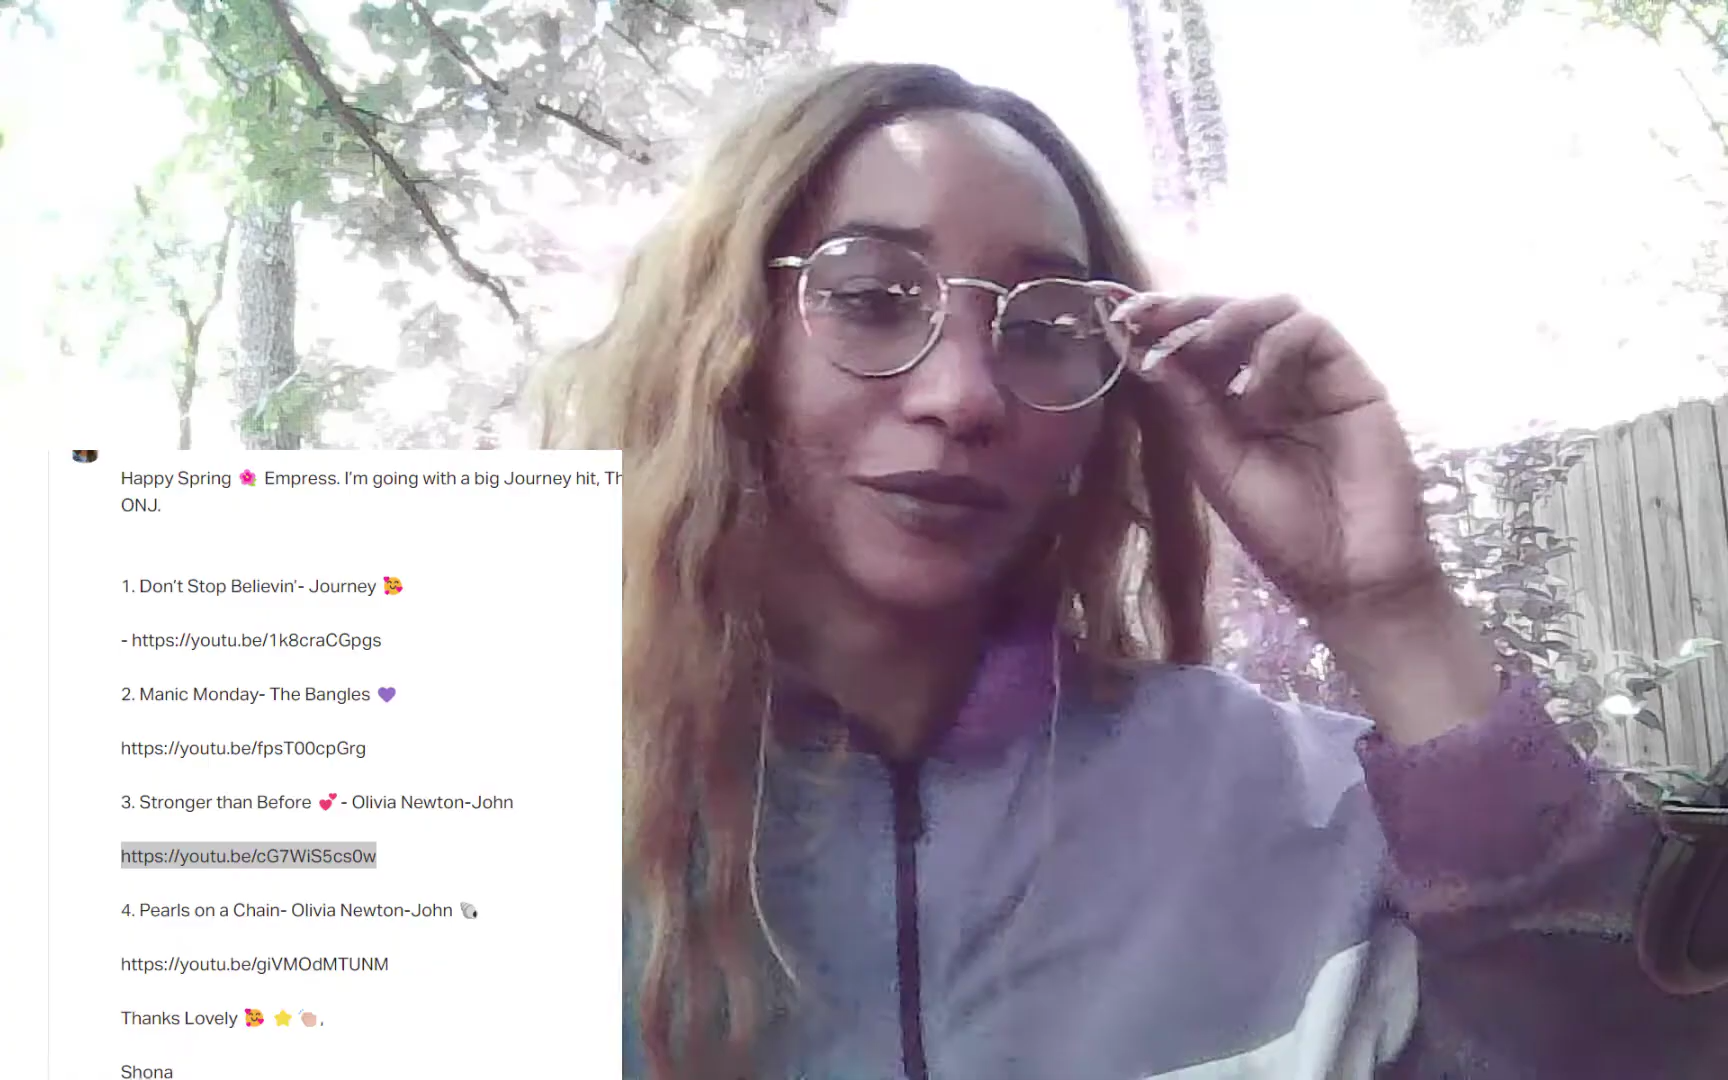 Happy Spring 🌺 Empress. I’m going with a big Journey hit, Th
ONJ.
1. Don’t Stop Believin’- Journey 🥰
- https://youtu.be/1k8craCGpgs
2. Manic Monday- The Bangles 💜
https://youtu.be/fpsT00cpGrg
3. Stronger than Before 💕 - Olivia Newton-John
https://youtu.be/cG7WiS5cs0w
4. Pearls on a Chain- Olivia Newton-John 🐚
https://youtu.be/giVMOdMTUNM
Thanks Lovely 🥰 ⭐ 👏🏼,
Shona